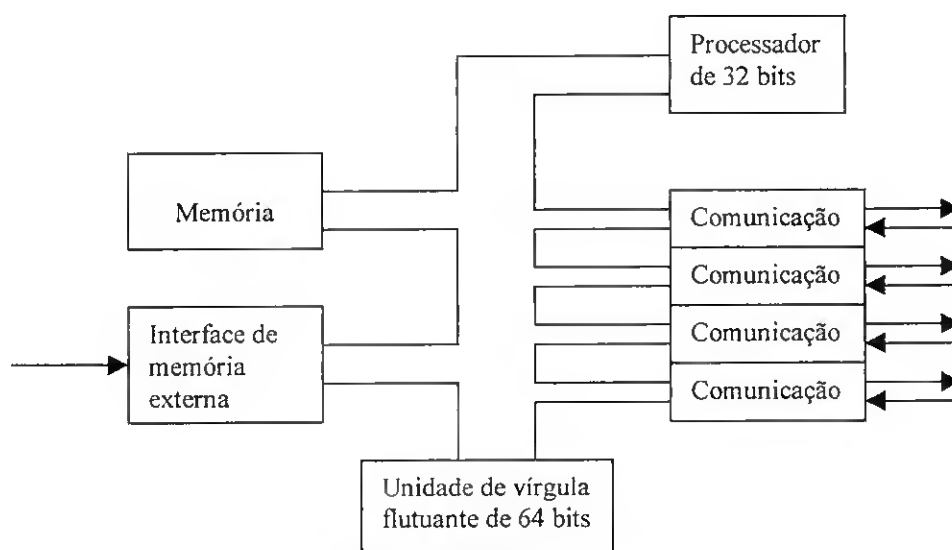 Processador
de 32 bits
Memória
Comunicação
Comunicação
Comunicação
Comunicação
Interface de
memória
externa
Unidade de vírgula
flutuante de 64 bits